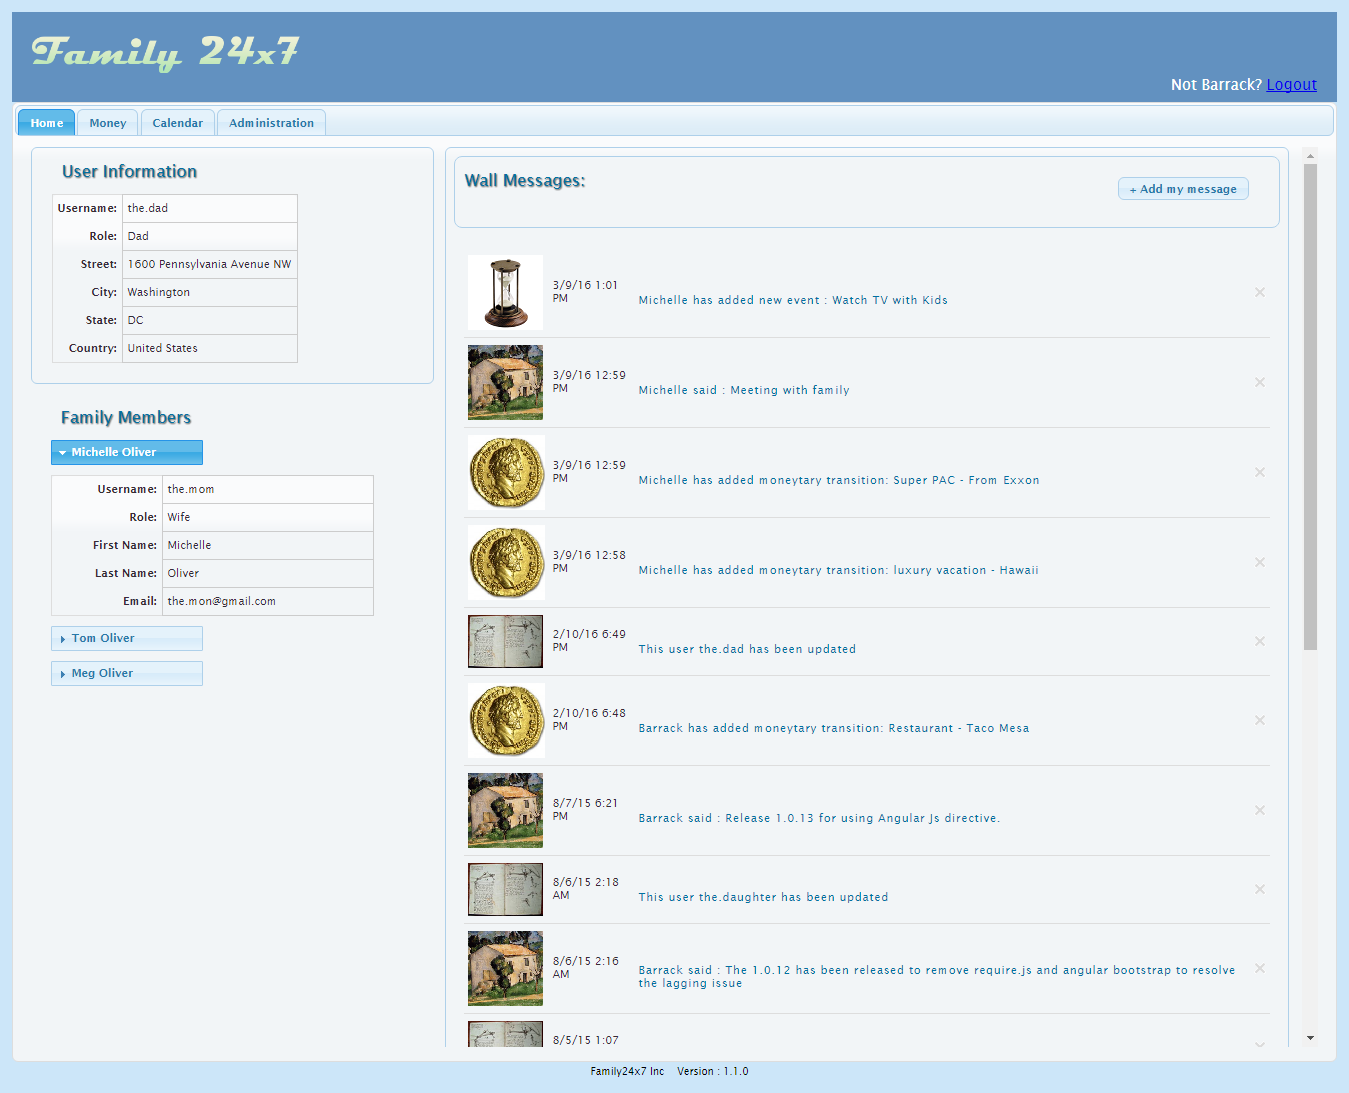 Family 24x7
Not Barrack? Logout
Home Money Calendar Administration
User Information
Username: the.dad
Role: Dad
Street: 1600 Pennsylvania Avenue NW
City: Washington
State: DC
Country: United States
Family Members
Michelle Oliver
Username: the.mom
Role: Wife
First Name: Michelle
Last Name: Oliver
Email: the.mon@gmail.com
Tom Oliver
Meg Oliver
Wall Messages:
+ Add my message
3/9/16 1:01
PM
Michelle has added new event : Watch TV with Kids
3/9/16 12:59
PM
Michelle said : Meeting with family
3/9/16 12:59
PM
Michelle has added moneytary transition: Super PAC - From Exxon
3/9/16 12:58
PM
Michelle has added moneytary transition: luxury vacation - Hawaii
2/10/16 6:49
PM
This user the.dad has been updated
2/10/16 6:48
PM
Barrack has added moneytary transition: Restaurant - Taco Mesa
8/7/15 6:21
PM
Barrack said : Release 1.0.13 for using Angular Js directive.
8/6/15 2:18
AM
This user the.daughter has been updated
8/6/15 2:16
AM
Barrack said : The 1.0.12 has been released to remove require.js and angular bootstrap to resolve
the lagging issue
8/5/15 1:07
Family24x7 Inc Version : 1.1.0